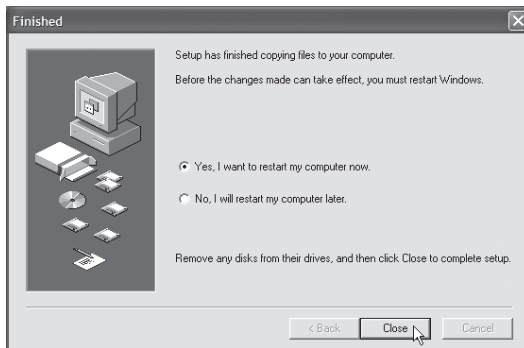 Finished
Setup has finished copying files to your computer.
Before the changes made can take effect, you must restart Windows.
Yes, I want to restart my computer now.
No, I will restart my computer later.
Remove any disks from their drives, and then click Close to complete setup.
< Back
Close
Cancel